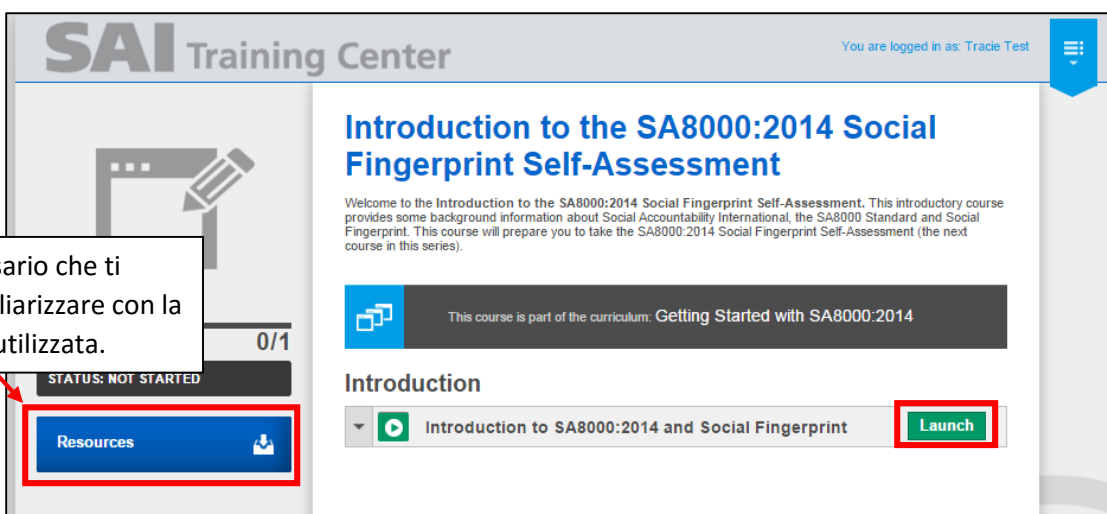 SAI Training Center
You are logged in as: Tracie Test
Introduction to the SA8000:2014 Social
Fingerprint Self-Assessment
Welcome to the Introduction to the SA8000:2014 Social Fingerprint Self-Assessment. This introductory course
provides some background information about Social Accountability International, the SA8000 Standard and Social
Fingerprint. This course will prepare you to take the SA8000:2014 Social Fingerprint Self-Assessment (the next
course in this series).
This course is part of the curriculum: Getting Started with SA8000:2014
che ti
con la
utilizzata.
0/1
STATUS: NOT STARTED
Resources
Introduction
Introduction to SA8000:2014 and Social Fingerprint
Launch